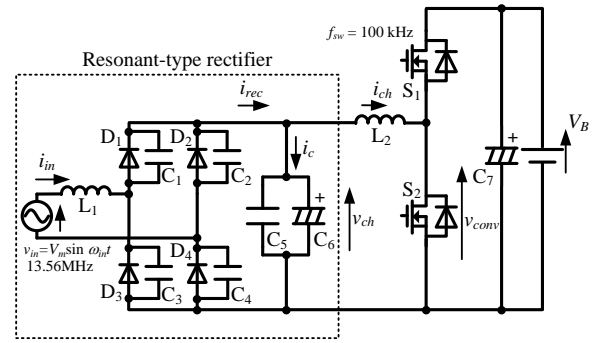 f_sw = 100 kHz
Resonant-type rectifier
S₁
i_rec
i_ch
L₂
V_B
D₁
D₂
C₁
C₂
i_c
+
+
i_in
L₁
S₂
C₇
v_ch
v_conv
C₅
C₆
v_in=V_m sin ω_in t
13.56MHz
D₃
D₄
C₃
C₄